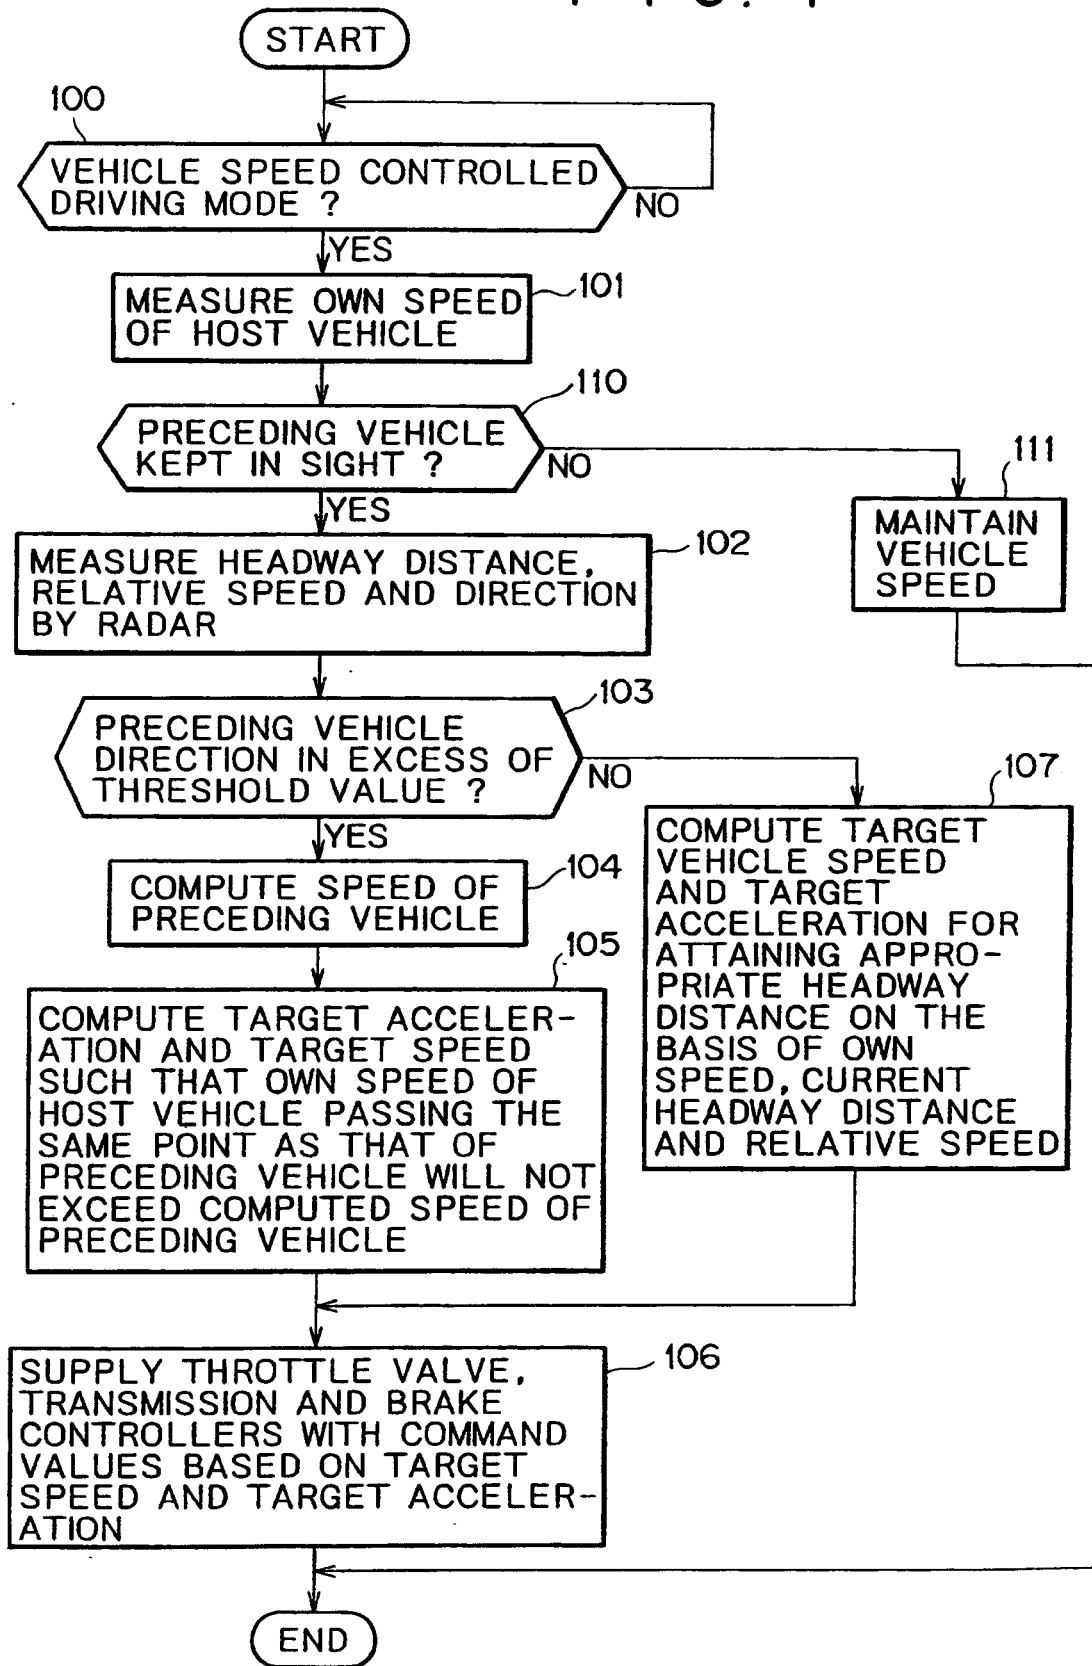 START
100
VEHICLE SPEED CONTROLLED
DRIVING MODE ?
NO
YES
101
MEASURE OWN SPEED
OF HOST VEHICLE
110
PRECEDING VEHICLE
KEPT IN SIGHT ?
NO
YES
111
MAINTAIN
VEHICLE
SPEED
102
MEASURE HEADWAY DISTANCE,
RELATIVE SPEED AND DIRECTION
BY RADAR
103
PRECEDING VEHICLE
DIRECTION IN EXCESS OF
THRESHOLD VALUE ?
NO
YES
104
COMPUTE SPEED OF
PRECEDING VEHICLE
107
COMPUTE TARGET
VEHICLE SPEED
AND TARGET
ACCELERATION FOR
ATTAINING APPRO-
PRIATE HEADWAY
DISTANCE ON THE
BASIS OF OWN
SPEED, CURRENT
HEADWAY DISTANCE
AND RELATIVE SPEED
105
COMPUTE TARGET ACCELER-
ATION AND TARGET SPEED
SUCH THAT OWN SPEED OF
HOST VEHICLE PASSING THE
SAME POINT AS THAT OF
PRECEDING VEHICLE WILL NOT
EXCEED COMPUTED SPEED OF
PRECEDING VEHICLE
106
SUPPLY THROTTLE VALVE,
TRANSMISSION AND BRAKE
CONTROLLERS WITH COMMAND
VALUES BASED ON TARGET
SPEED AND TARGET ACCELER-
ATION
END